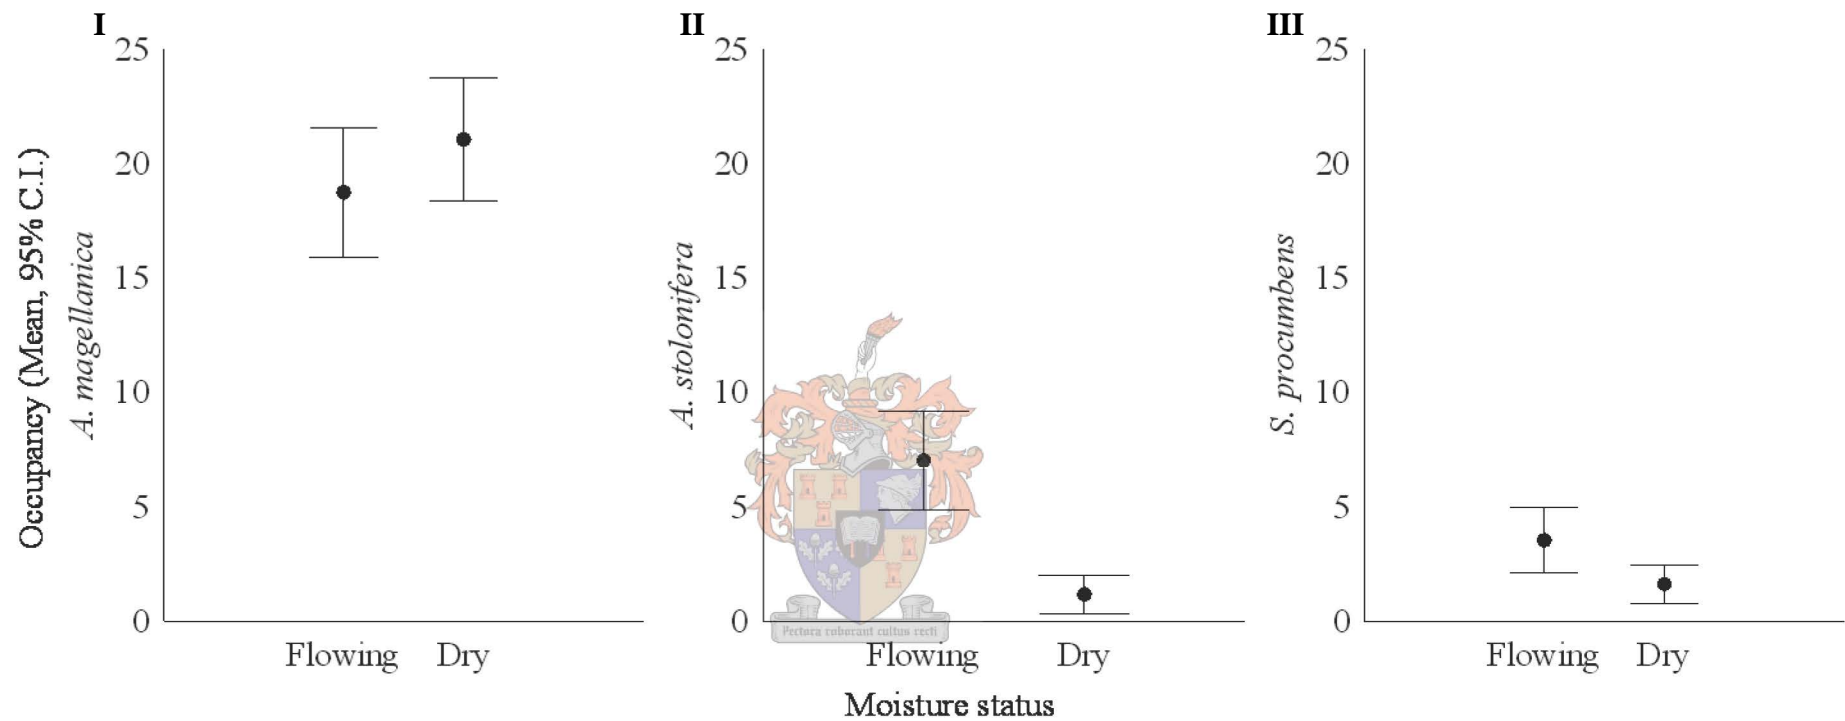 I
II
III
Occupancy (Mean, 95% C.I.)
A. magellanica
25
20
15
10
5
0
Flowing Dry
A. stolonifera
25
20
15
10
5
0
Pectora roborant cultus recti
Flowing Dry
S. procumbens
25
20
15
10
5
0
Flowing Dry
Moisture status